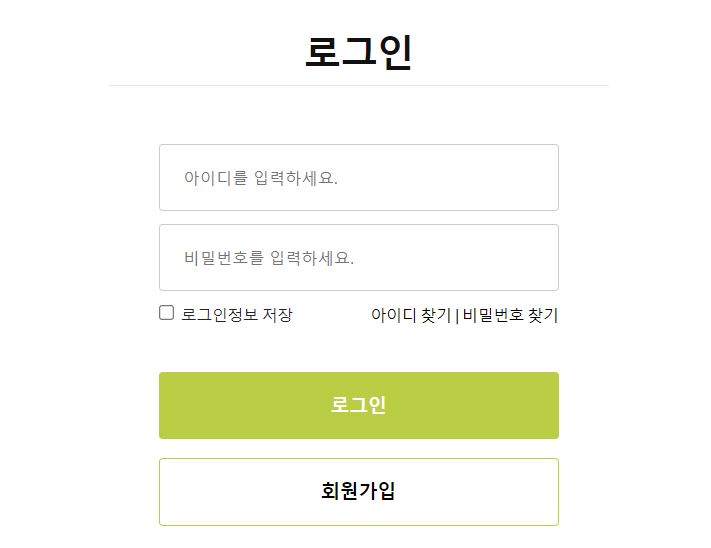 로그인
아이디를 입력하세요.
비밀번호를 입력하세요.
로그인정보 저장 아이디 찾기 | 비밀번호 찾기
로그인
회원가입